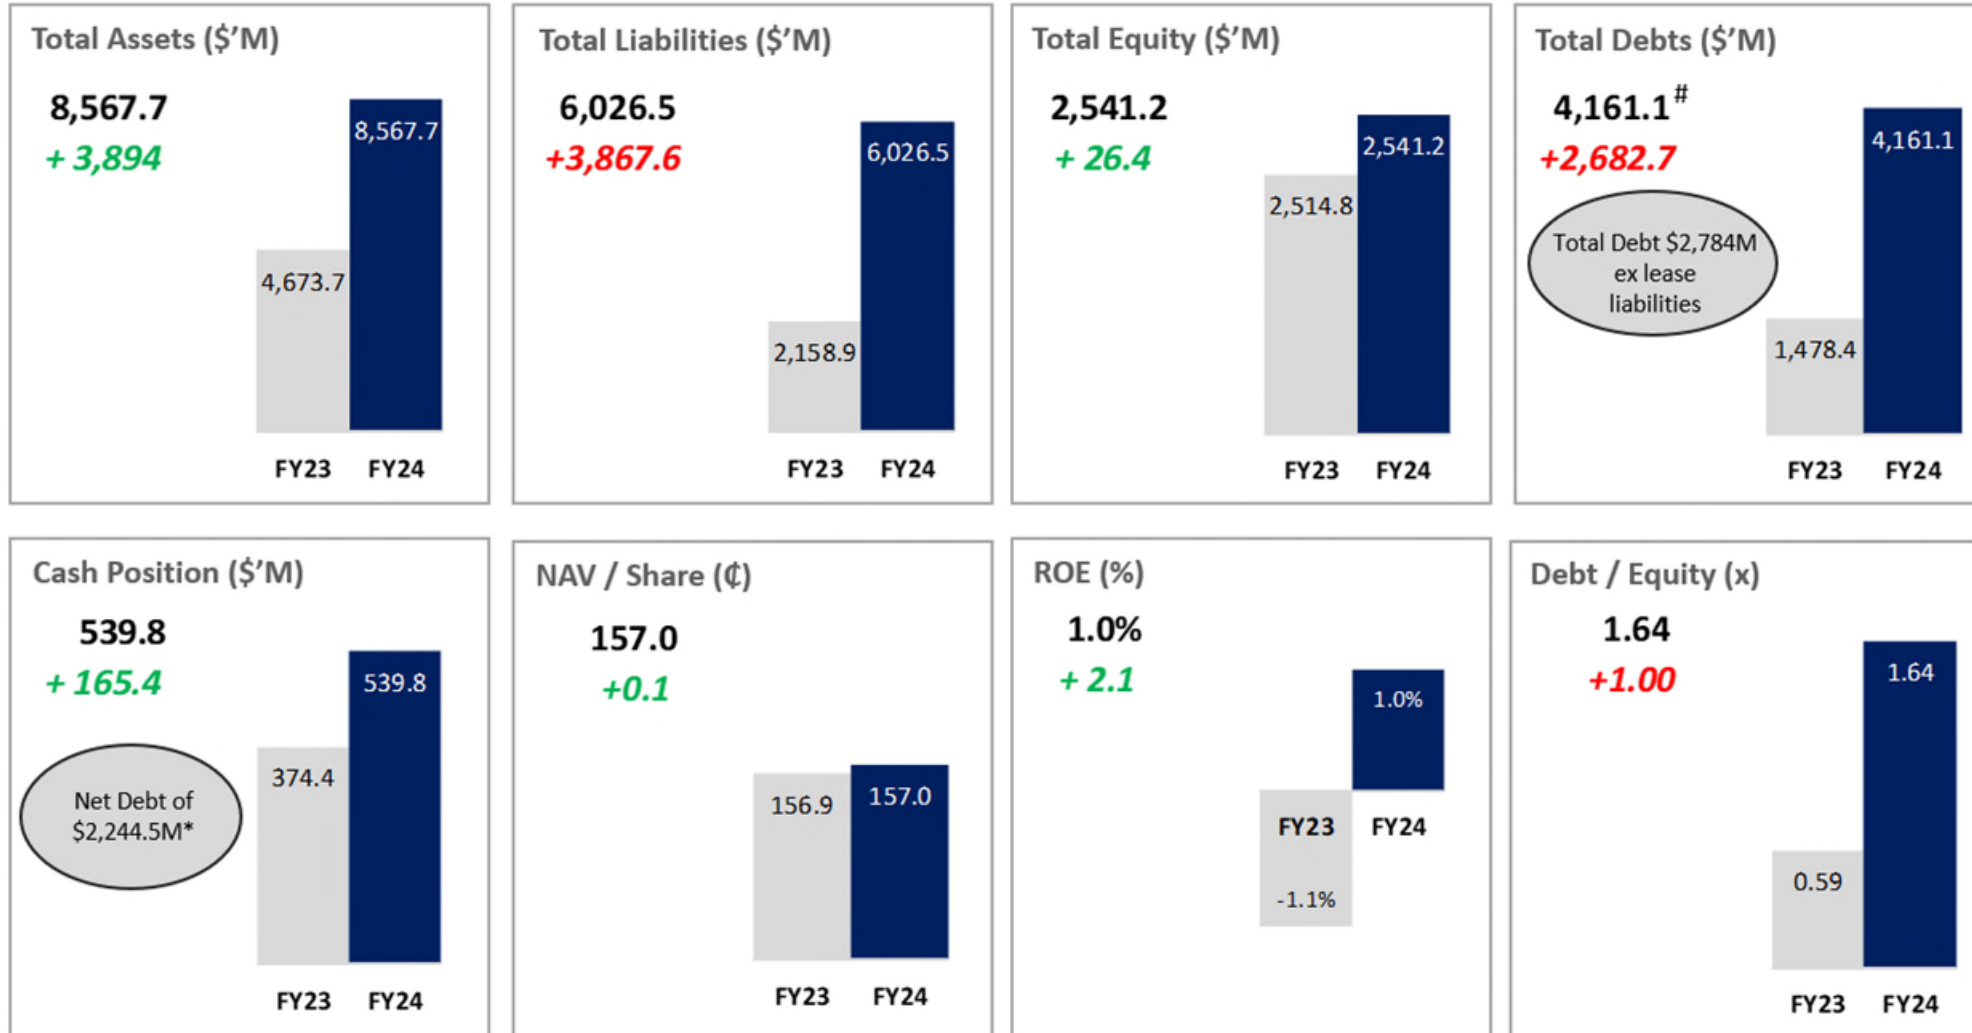 Total Assets ($’M)
8,567.7
+ 3,894
8,567.7
4,673.7
FY23 FY24
Total Liabilities ($’M)
6,026.5
+3,867.6
6,026.5
2,158.9
FY23 FY24
Total Equity ($’M)
2,541.2
+ 26.4
2,541.2
2,514.8
FY23 FY24
Total Debts ($’M)
4,161.1#
+2,682.7
4,161.1
Total Debt $2,784M
ex lease
liabilities
1,478.4
FY23 FY24
Cash Position ($’M)
539.8
+ 165.4
539.8
374.4
Net Debt of
$2,244.5M*
FY23 FY24
NAV / Share (₵)
157.0
+0.1
156.9 157.0
FY23 FY24
ROE (%)
1.0%
+ 2.1
1.0%
FY23 FY24
-1.1%
Debt / Equity (x)
1.64
+1.00
1.64
0.59
FY23 FY24